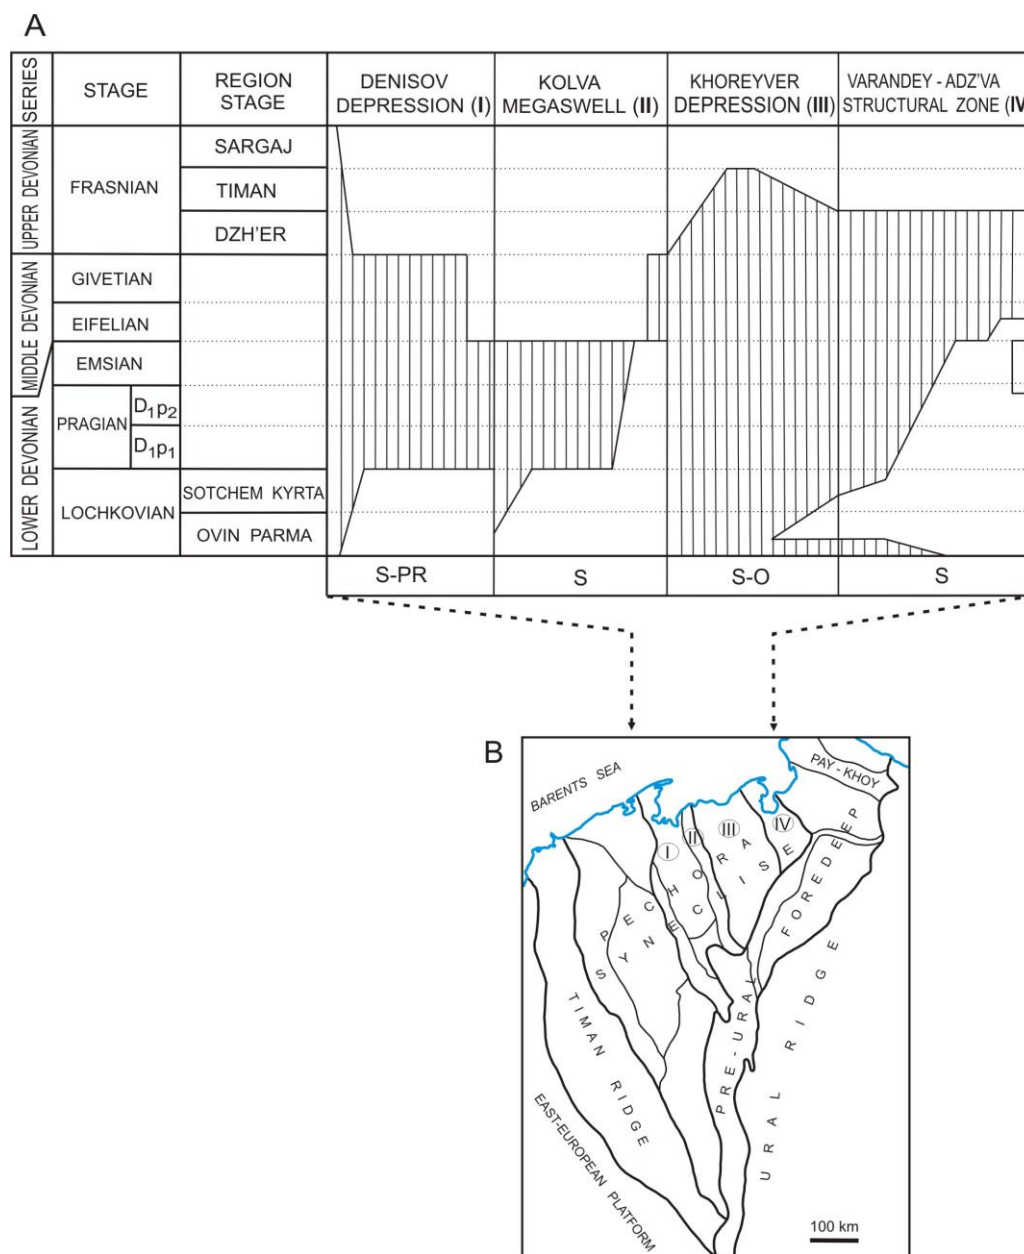 A
SERIES
STAGE
REGION
STAGE
DENISOV
DEPRESSION (I)
KOLVA
MEGASWELL (II)
KHOREYVER
DEPRESSION (III)
VARANDEY - ADZ'VA
STRUCTURAL ZONE (IV
UPPER DEVONIAN
FRASNIAN
SARGAJ
TIMAN
DZH'ER
MIDDLE DEVONIAN
GIVETIAN
EIFELIAN
EMSIAN
LOWER DEVONIAN
PRAGIAN
D1p2
D1p1
LOCHKOVIAN
SOTCHEM KYRTA
OVIN PARMA
S-PR
S
S-O
S
B
BARENTS SEA
PAY - KHOY
I
II
III
IV
PECHORA
SYNECLISE
FOREDEEP
PRE - URAL
URAL RIDGE
TIMAN RIDGE
EAST-EUROPEAN PLATFORM
100 km